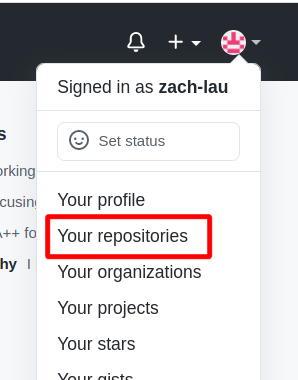 Signed in as zach-lau
Set status
Your profile
Your repositories
Your organizations
Your projects
Your stars
Your gists
s
orking
cusing
A++ fo
hy I